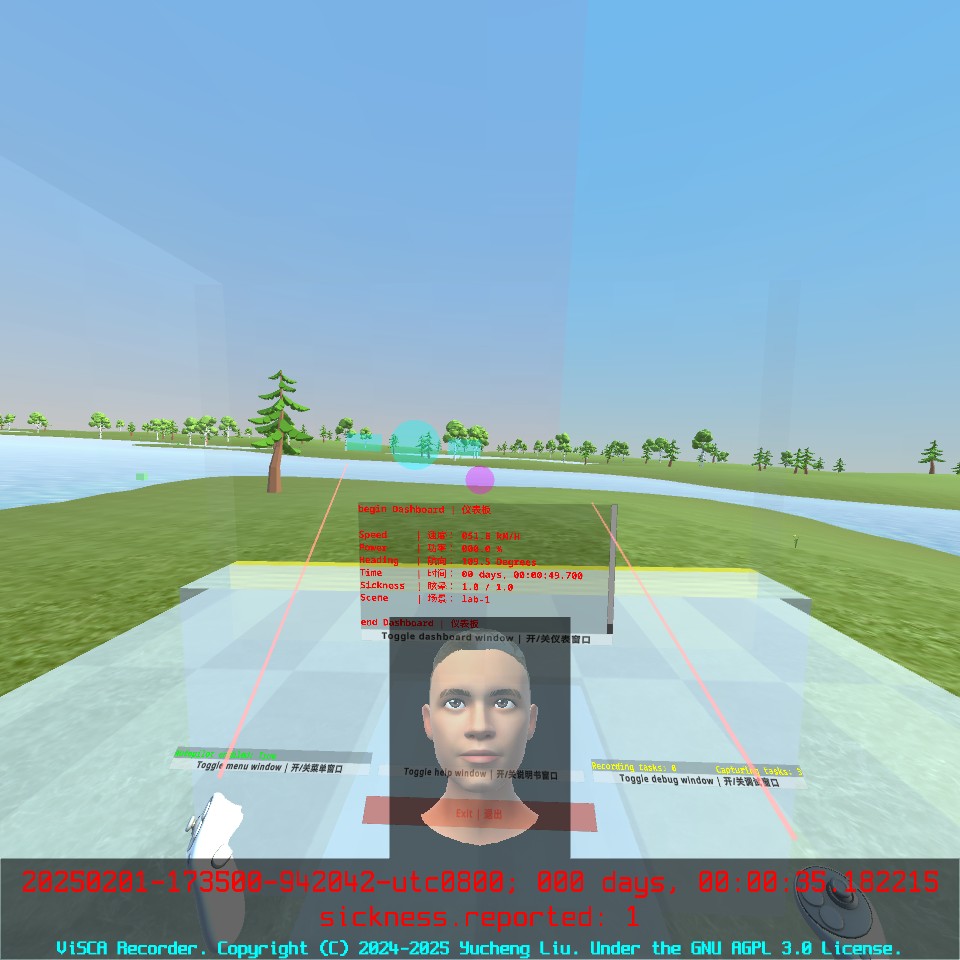 begin Dashboard | 仪表板
Speed | 速度: 851.8 kM/H
Power | 功率: 800.0 %
Heading | 航向: Degrees
Time | 时间: 00 days, 00:00:49.700
Sickness | 眩晕: 1.0 / 1.0
Scene | 场景: lab-1
end Dashboard | 仪表板
Toggle dashboard window | 开/关仪表窗口
Toggle menu window | 开/关菜单窗口
Toggle help window | 开/关说明书窗口
Recording tasks: 0 Capturing tasks: 5
Toggle debug window | 开/关调试窗口
Exit | 退出
20250201-173500-942042-utc0800; 000 days, 00:00:35.182215
sickness.reported: 1
ViSCA Recorder. Copyright (C) 2024-2025 Yucheng Liu. Under the GNU AGPL 3.0 License.